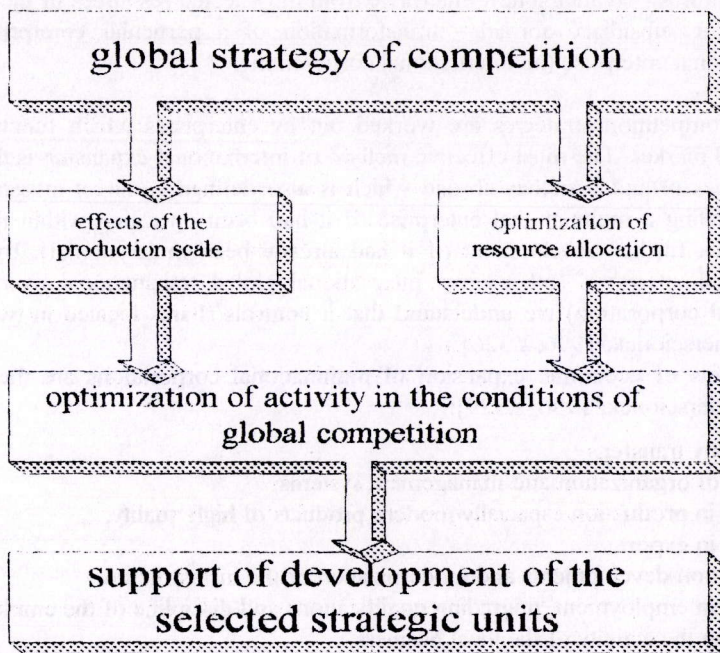 global strategy of competition
effects of the
production scale
optimization of
resource allocation
optimization of activity in the conditions of
global competition
support of development of the
selected strategic units